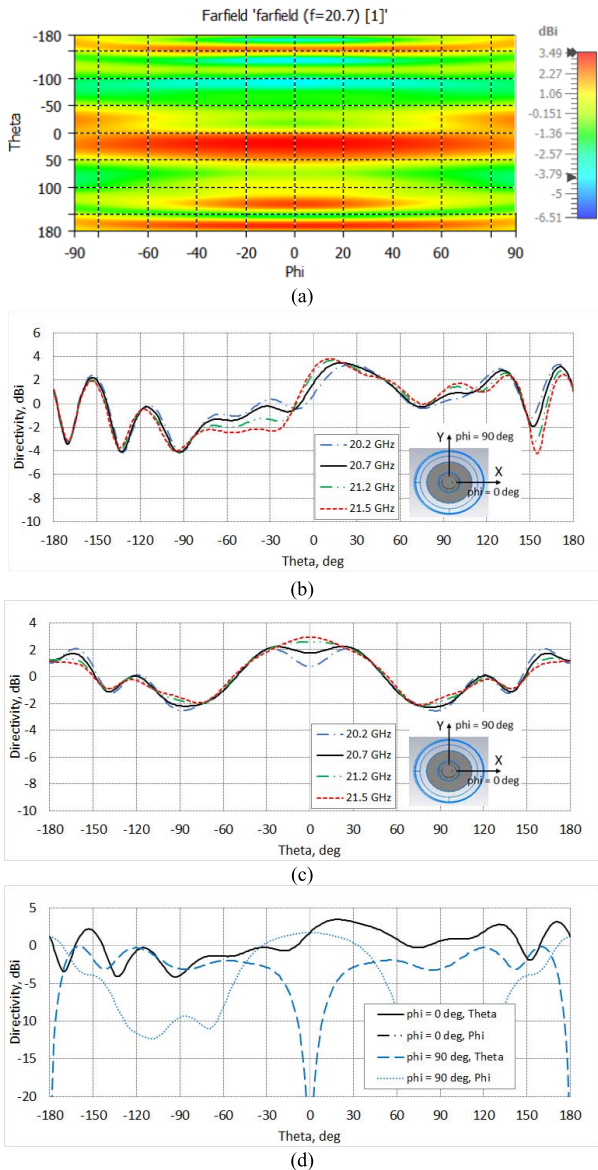 Farfield 'farfield (f=20.7) [1]'
dBi
-180
-100
-50
0
50
100
180
Theta
-90
-60
-40
-20
0
20
40
60
90
Phi
3.49
2.27
1.06
-0.151
-1.36
-2.57
-3.79
-5
-6.51
(a)
6
4
2
0
-2
-4
-6
-8
-10
Directivity, dBi
20.2 GHz
20.7 GHz
21.2 GHz
21.5 GHz
Y
phi = 90 deg
X
phi = 0 deg
-180
-150
-120
-90
-60
-30
0
30
60
90
120
150
180
Theta, deg
(b)
4
2
0
-2
-4
-6
-8
-10
Directivity, dBi
20.2 GHz
20.7 GHz
21.2 GHz
21.5 GHz
Y
phi = 90 deg
X
phi = 0 deg
-180
-150
-120
-90
-60
-30
0
30
60
90
120
150
180
Theta, deg
(c)
5
0
-5
-10
-15
-20
Directivity, dBi
phi = 0 deg, Theta
phi = 0 deg, Phi
phi = 90 deg, Theta
phi = 90 deg, Phi
-180
-150
-120
-90
-60
-30
0
30
60
90
120
150
180
Theta, deg
(d)